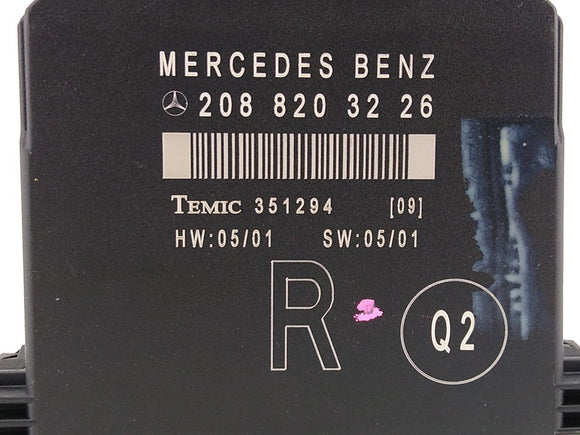 MERCEDES BENZ
208 820 32 26
TEMIC 351294 [09]
HW:05/01 SW:05/01
R
Q2